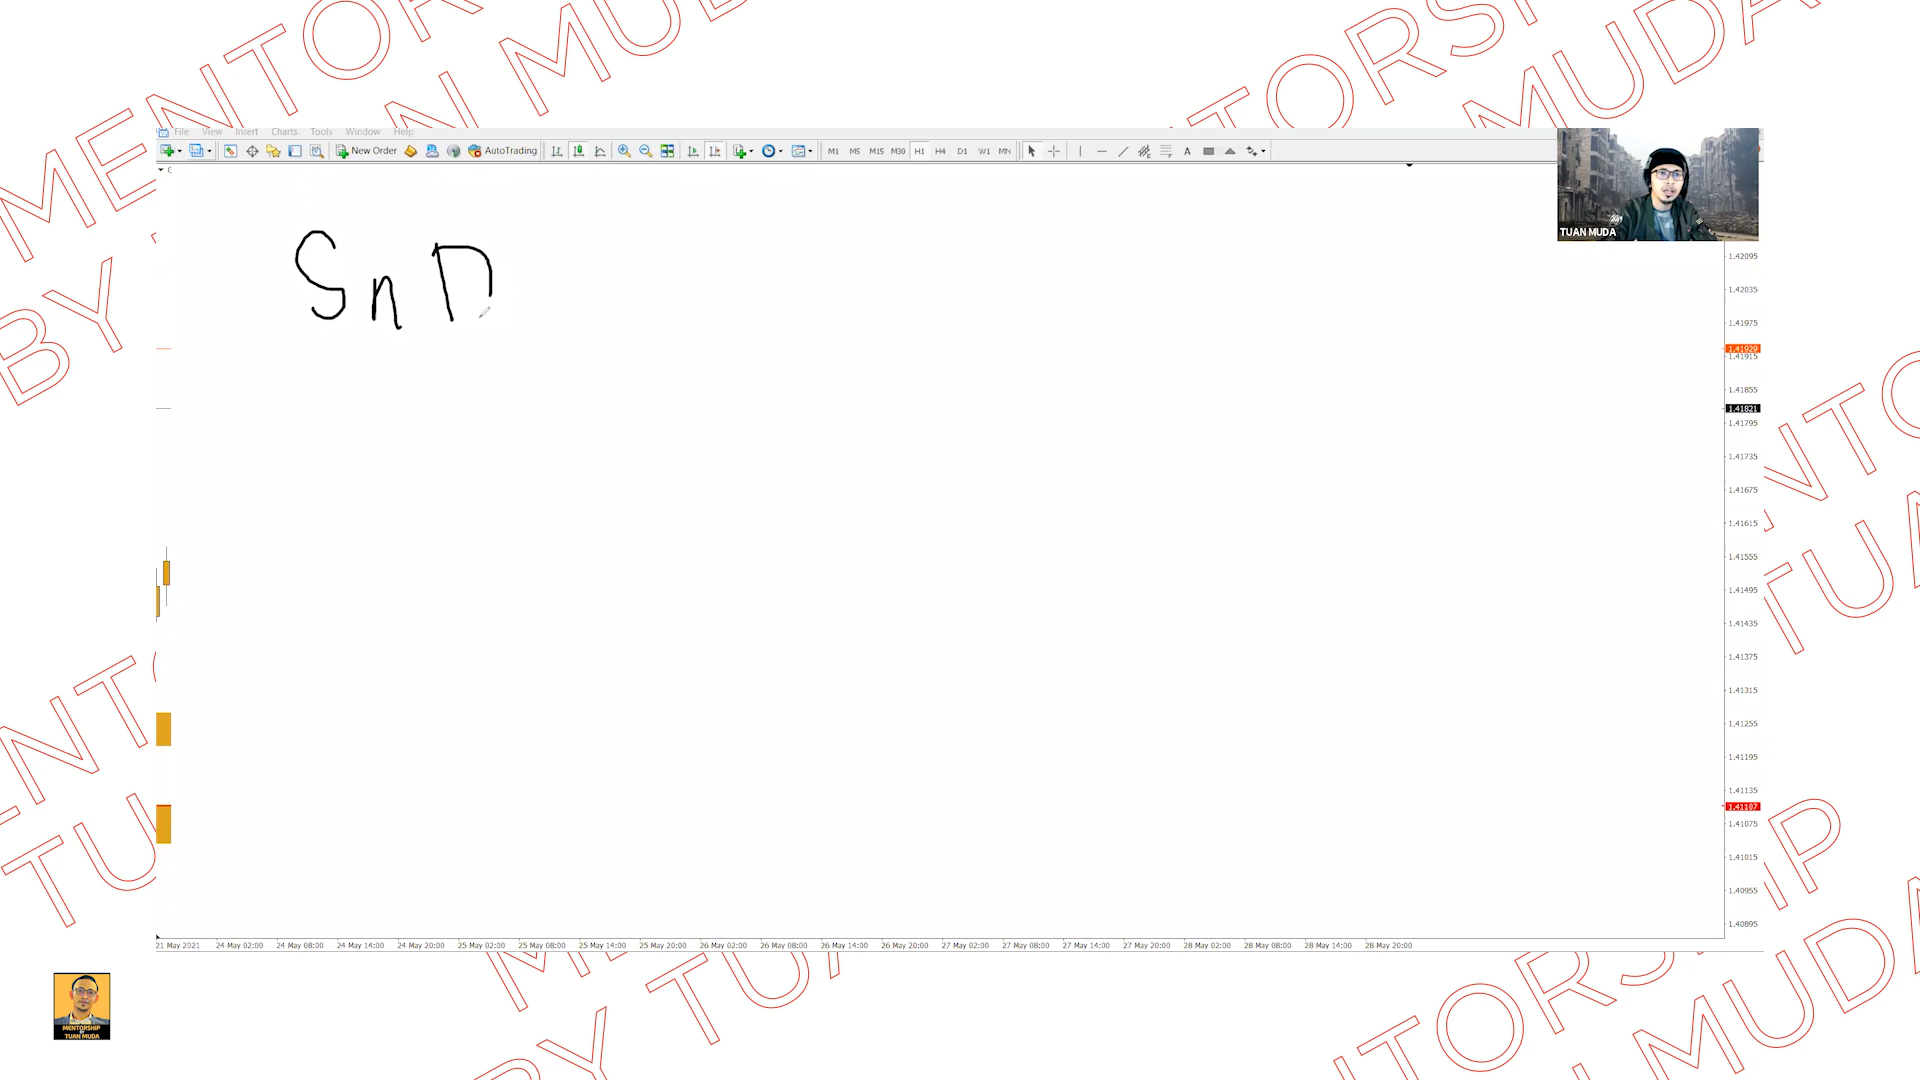 MENTORSHIP
BY TUAN MUDA
MENTORSHIP
BY TUAN MUDA
File View Insert Charts Tools Window Help
New Order AutoTrading M1 M5 M15 M30 H1 H4 D1 W1 MN A
TUAN MUDA
SnD
1.42095
1.42035
1.41975
1.41929
1.41915
1.41855
1.41821
1.41795
1.41735
1.41675
1.41615
1.41555
1.41495
1.41435
1.41375
1.41315
1.41255
1.41195
1.41135
1.41107
1.41075
1.41015
1.40955
1.40895
21 May 2021 24 May 02:00 24 May 08:00 24 May 14:00 24 May 20:00 25 May 02:00 25 May 08:00 25 May 14:00 25 May 20:00 26 May 02:00 26 May 08:00 26 May 14:00 26 May 20:00 27 May 02:00 27 May 08:00 27 May 14:00 27 May 20:00 28 May 02:00 28 May 08:00 28 May 14:00 28 May 20:00
MENTORSHIP
TUAN MUDA